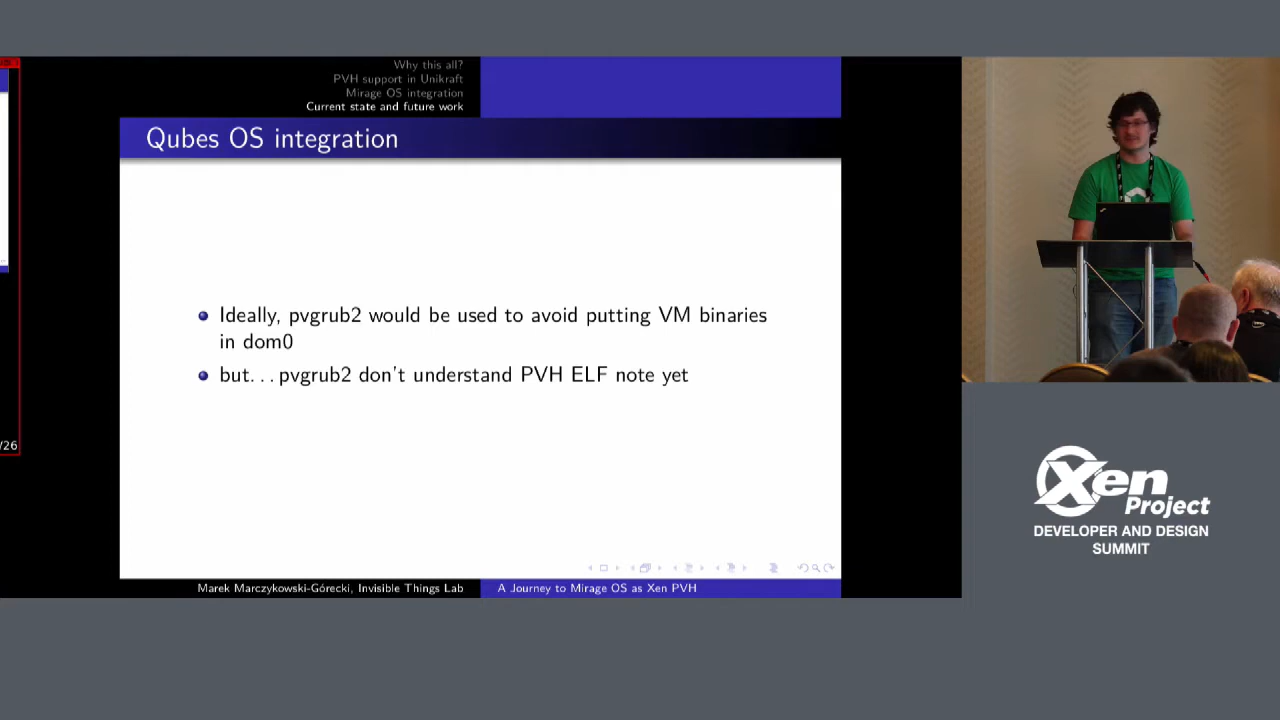 Why this all?
PVH support in Unikraft
Mirage OS integration
Current state and future work
Qubes OS integration
Ideally, pvgrub2 would be used to avoid putting VM binaries
in dom0
but...pvgrub2 don't understand PVH ELF note yet
/26
Marek Marczykowski-Górecki, Invisible Things Lab
A Journey to Mirage OS as Xen PVH
Xen
Project
DEVELOPER AND DESIGN
SUMMIT